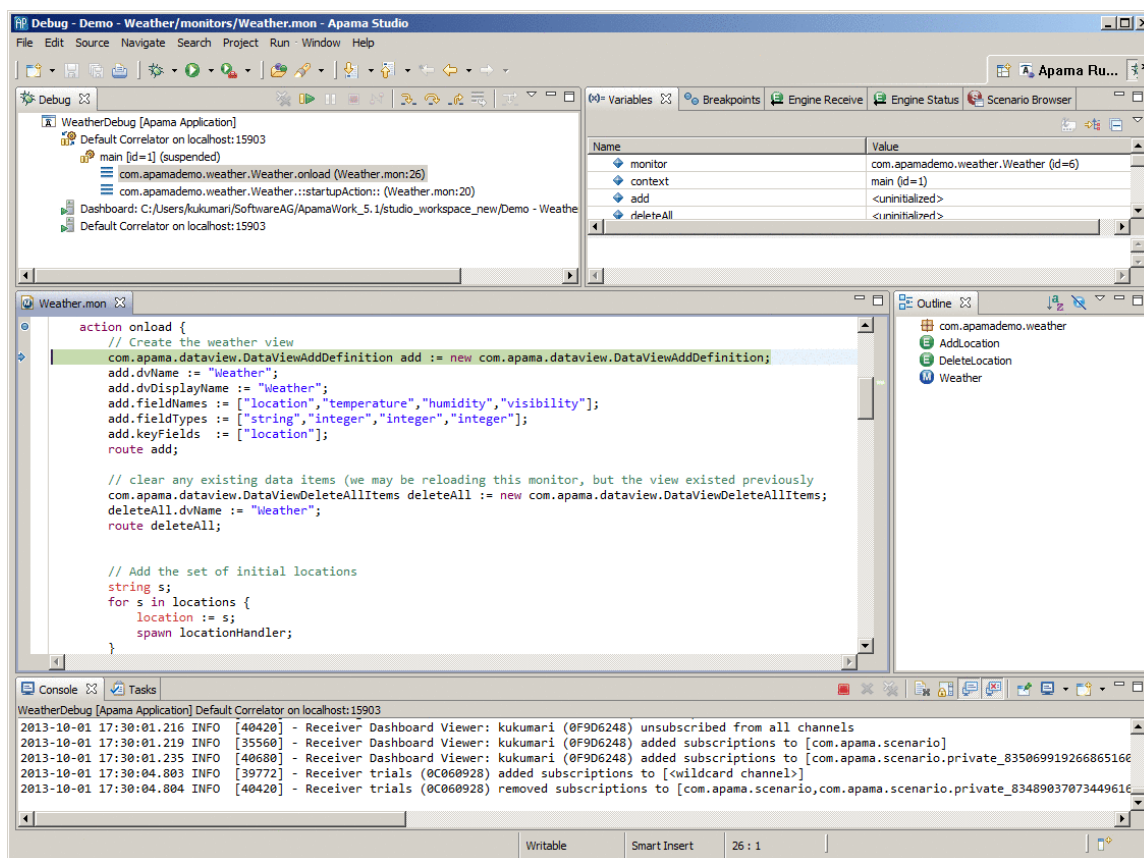 Debug - Demo - Weather/monitors/Weather.mon - Apama Studio
File Edit Source Navigate Search Project Run Window Help
Apama Ru...
Debug
WeatherDebug [Apama Application]
Default Correlator on localhost:15903
main [id=1] (suspended)
com.apamademo.weather.Weather.onload (Weather.mon:26)
com.apamademo.weather.Weather.::startupAction:: (Weather.mon:20)
Dashboard: C:/Users/kukumari/SoftwareAG/ApamaWork_5.1/studio_workspace_new/Demo - Weathe
Default Correlator on localhost:15903
(x)= Variables Breakpoints Engine Receive Engine Status Scenario Browser
Name Value
monitor com.apamademo.weather.Weather (id=6)
context main (id=1)
add <uninitialized>
deleteAll <uninitialized>
Weather.mon
action onload {
// Create the weather view
com.apama.dataview.DataViewAddDefinition add := new com.apama.dataview.DataViewAddDefinition;
add.dvName := "Weather";
add.dvDisplayName := "Weather";
add.fieldNames := ["location","temperature","humidity","visibility"];
add.fieldTypes := ["string","integer","integer","integer"];
add.keyFields := ["location"];
route add;
// clear any existing data items (we may be reloading this monitor, but the view existed previously
com.apama.dataview.DataViewDeleteAllItems deleteAll := new com.apama.dataview.DataViewDeleteAllItems;
deleteAll.dvName := "Weather";
route deleteAll;
// Add the set of initial locations
string s;
for s in locations {
location := s;
spawn locationHandler;
}
Outline
com.apamademo.weather
AddLocation
DeleteLocation
Weather
Console Tasks
WeatherDebug [Apama Application] Default Correlator on localhost:15903
2013-10-01 17:30:01.216 INFO [40420] - Receiver Dashboard Viewer: kukumari (0F9D6248) unsubscribed from all channels
2013-10-01 17:30:01.219 INFO [35560] - Receiver Dashboard Viewer: kukumari (0F9D6248) added subscriptions to [com.apama.scenario]
2013-10-01 17:30:01.235 INFO [40680] - Receiver Dashboard Viewer: kukumari (0F9D6248) added subscriptions to [com.apama.scenario.private_835069919266865160
2013-10-01 17:30:04.803 INFO [39772] - Receiver trials (0C060928) added subscriptions to [<wildcard channel>]
2013-10-01 17:30:04.804 INFO [40420] - Receiver trials (0C060928) removed subscriptions to [com.apama.scenario,com.apama.scenario.private_83489037073449616
Writable Smart Insert 26 : 1